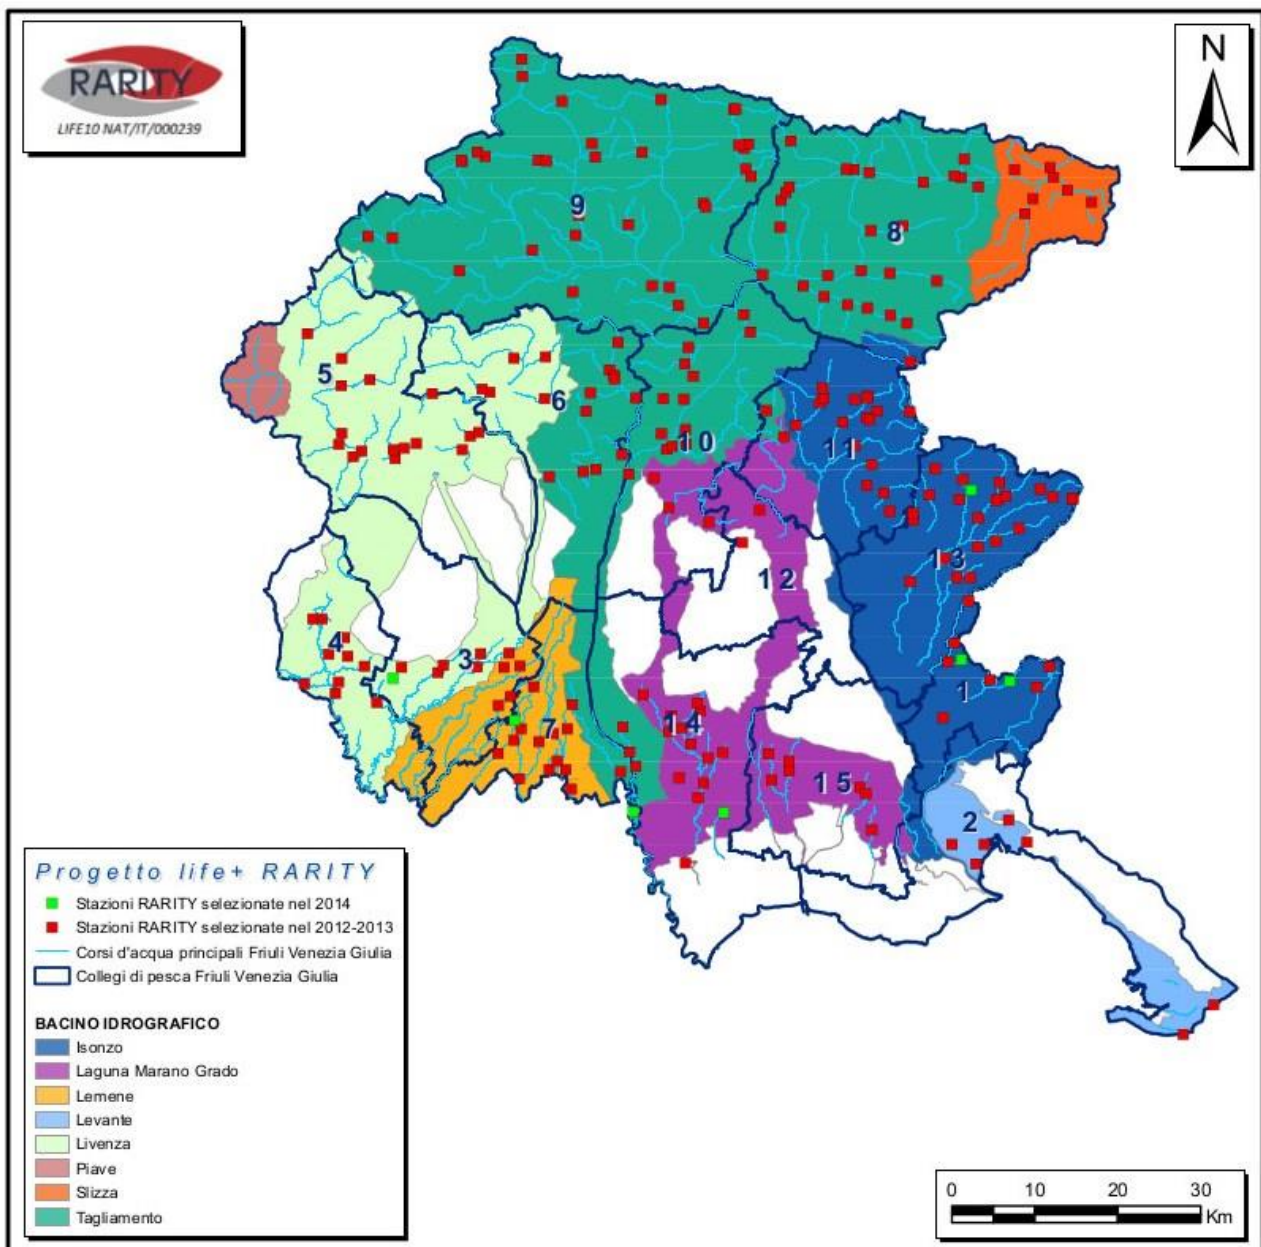 RARITY
LIFE10 NAT/IT/000239
N
9
8
5
6
10
11
12
13
4
3
1
7
14
15
2
Progetto life+ RARITY
Stazioni RARITY selezionate nel 2014
Stazioni RARITY selezionate nel 2012-2013
Corsi d'acqua principali Friuli Venezia Giulia
Collegi di pesca Friuli Venezia Giulia
BACINO IDROGRAFICO
Isonzo
Laguna Marano Grado
Lemene
Levante
Livenza
Piave
Slizza
Tagliamento
0 10 20 30
Km